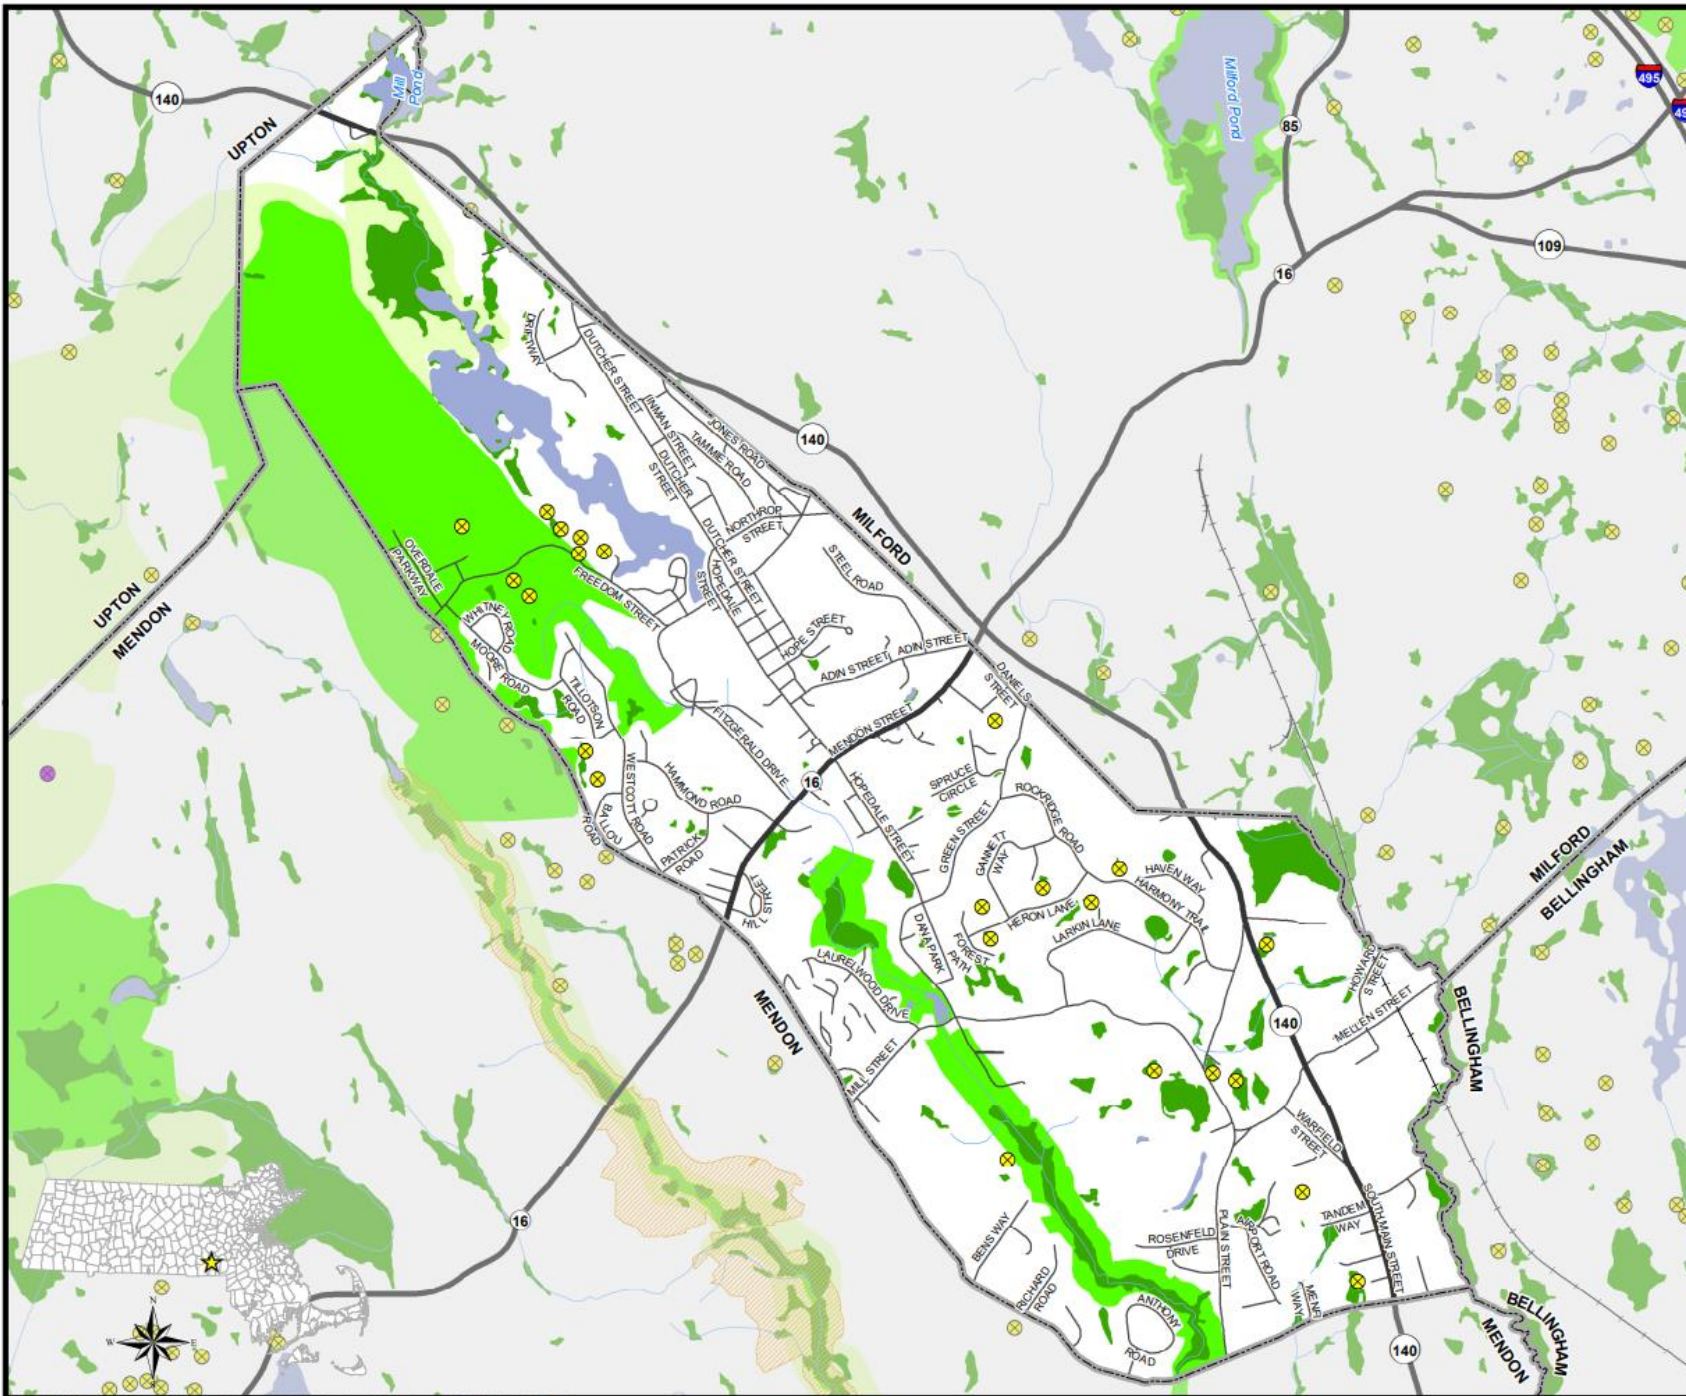 Mill
Pond
Milford Pond
495
49
140
85
UPTON
109
16
DRIFTWAY
DUTCHER STREET
INMAN STREET
JONES ROAD
TAMMIE ROAD
140
DUTCHER
STREET
NORTHROP
STREET
MILFORD
DUTCHER STREET
HOPEDALE
STREET
STEEL ROAD
OVERDALE
PARKWAY
FREEDOM STREET
UPTON
MENDON
WHITNEY ROAD
MOORE ROAD
HOPE STREET
ADIN STREET
ADIN STREET
DANIELS
STREET
TILLOTSON
ROAD
FITZGERALD DRIVE
MENDON STREET
16
WESTCOTT ROAD
HAMMOND ROAD
HOPEDALE STREET
SPRUCE
CIRCLE
ROCKRIDGE ROAD
BALLOU
ROAD
PATRICK
ROAD
GREEN STREET
GANNETT
WAY
HAVEN WAY
HARMONY TRAIL
MILFORD
BELLINGHAM
HILL
STREET
HERON LANE
LARKIN LANE
DANA PARK
FOREST
PATH
LAURELWOOD DRIVE
HOWARD
STREET
MELLEN STREET
BELLINGHAM
MENDON
140
MILL STREET
WARFIELD
STREET
16
BENS WAY
ROSENFELD
DRIVE
PLAIN STREET
AIRPORT ROAD
TANDEM
WAY
SOUTH MAIN STREET
RICHARD
ROAD
ANTHONY
ROAD
MENFI
WAY
BELLINGHAM
MENDON
140
N
W
E